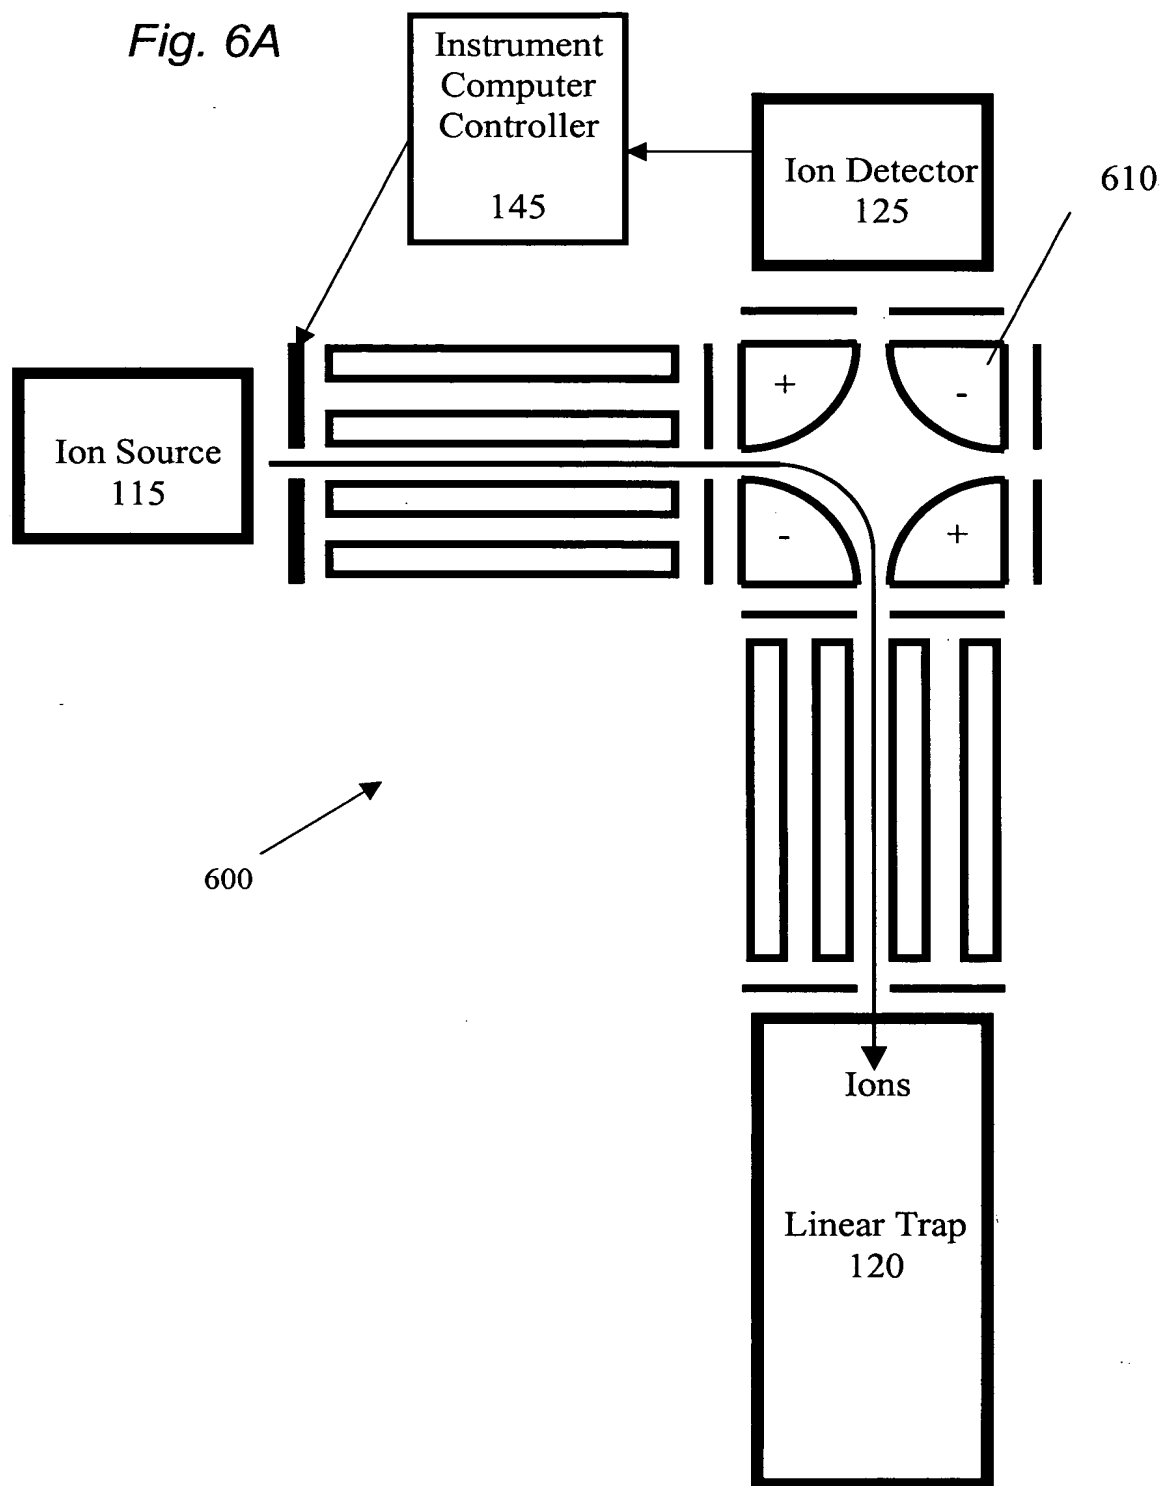 Fig. 6A
Instrument
Computer
Controller
145
Ion Detector
125
610
+
-
Ion Source
115
-
+
600
Ions
Linear Trap
120